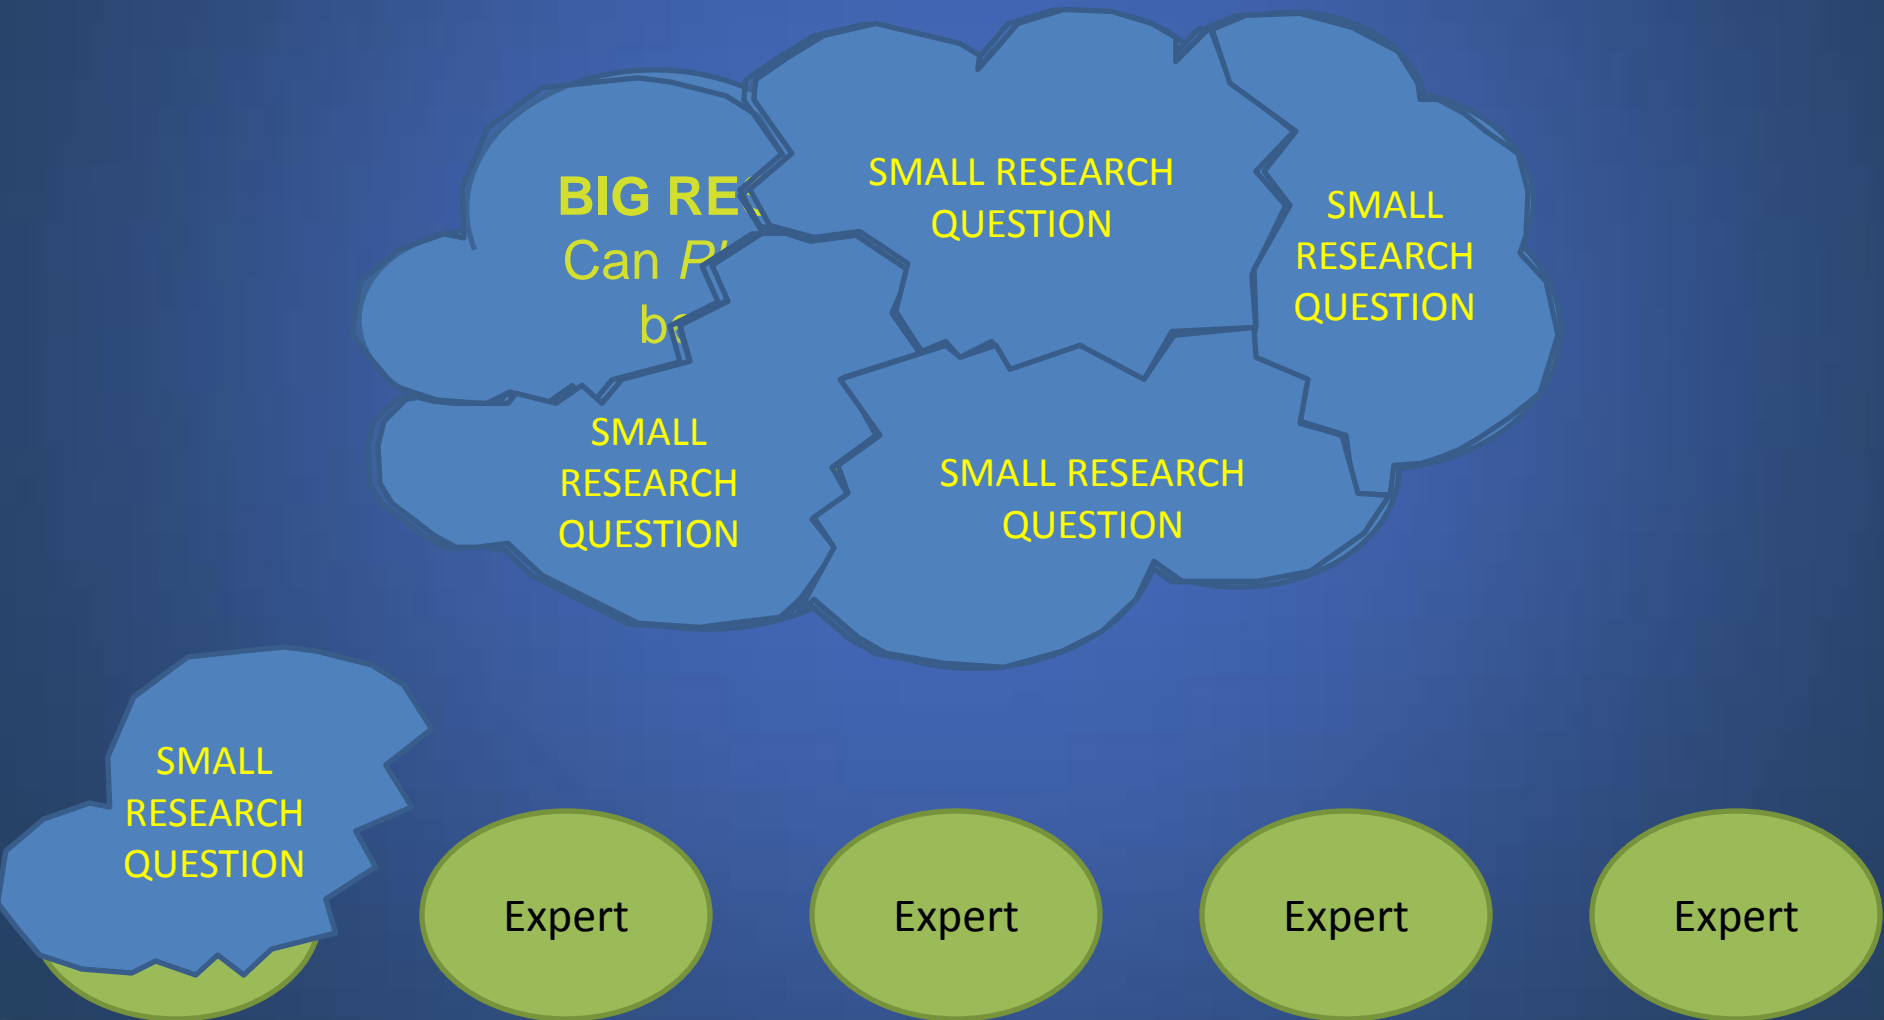 BIG RE
Can
SMALL RESEARCH
QUESTION
SMALL
RESEARCH
QUESTION
SMALL
RESEARCH
QUESTION
SMALL RESEARCH
QUESTION
SMALL
RESEARCH
QUESTION
Expert
Expert
Expert
Expert